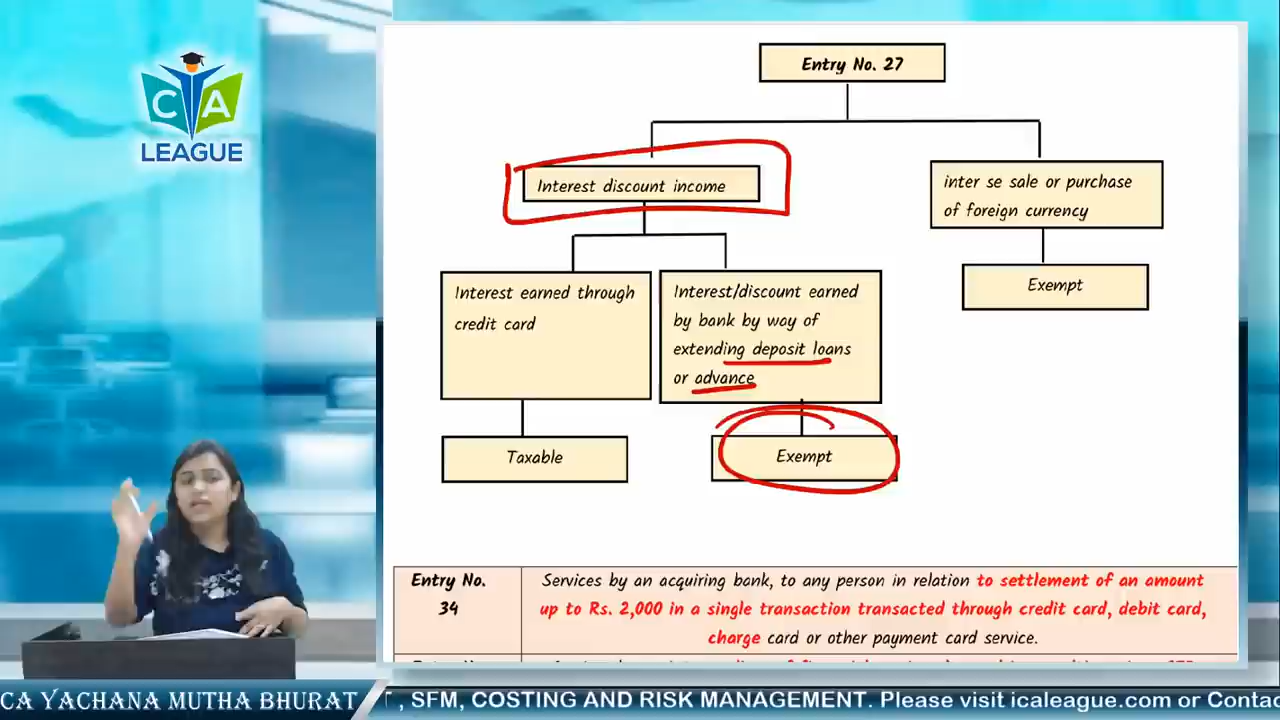 CA
LEAGUE
Entry No. 27
Interest discount income
inter se sale or purchase
of foreign currency
Exempt
Interest earned through
credit card
Interest/discount earned
by bank by way of
extending deposit loans
or advance
Taxable
Exempt
Entry No.
34
Services by an acquiring bank, to any person in relation to settlement of an amount
up to Rs. 2,000 in a single transaction transacted through credit card, debit card,
charge card or other payment card service.
CA YACHANA MUTHA BHURAT
, SFM, COSTING AND RISK MANAGEMENT. Please visit icaleague.com or Conta